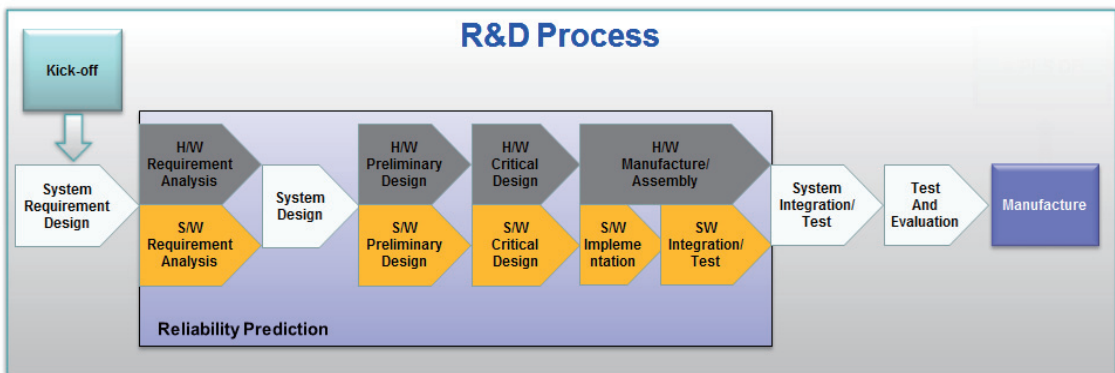 R&D Process
Kick-off
System
Requirement
Design
H/W
Requirement
Analysis
S/W
Requirement
Analysis
System
Design
H/W
Preliminary
Design
S/W
Preliminary
Design
H/W
Critical
Design
S/W
Critical
Design
H/W
Manufacture/
Assembly
S/W
Impleme
ntation
SW
Integration/
Test
System
Integration/
Test
Test
And
Evaluation
Manufacture
Reliability Prediction